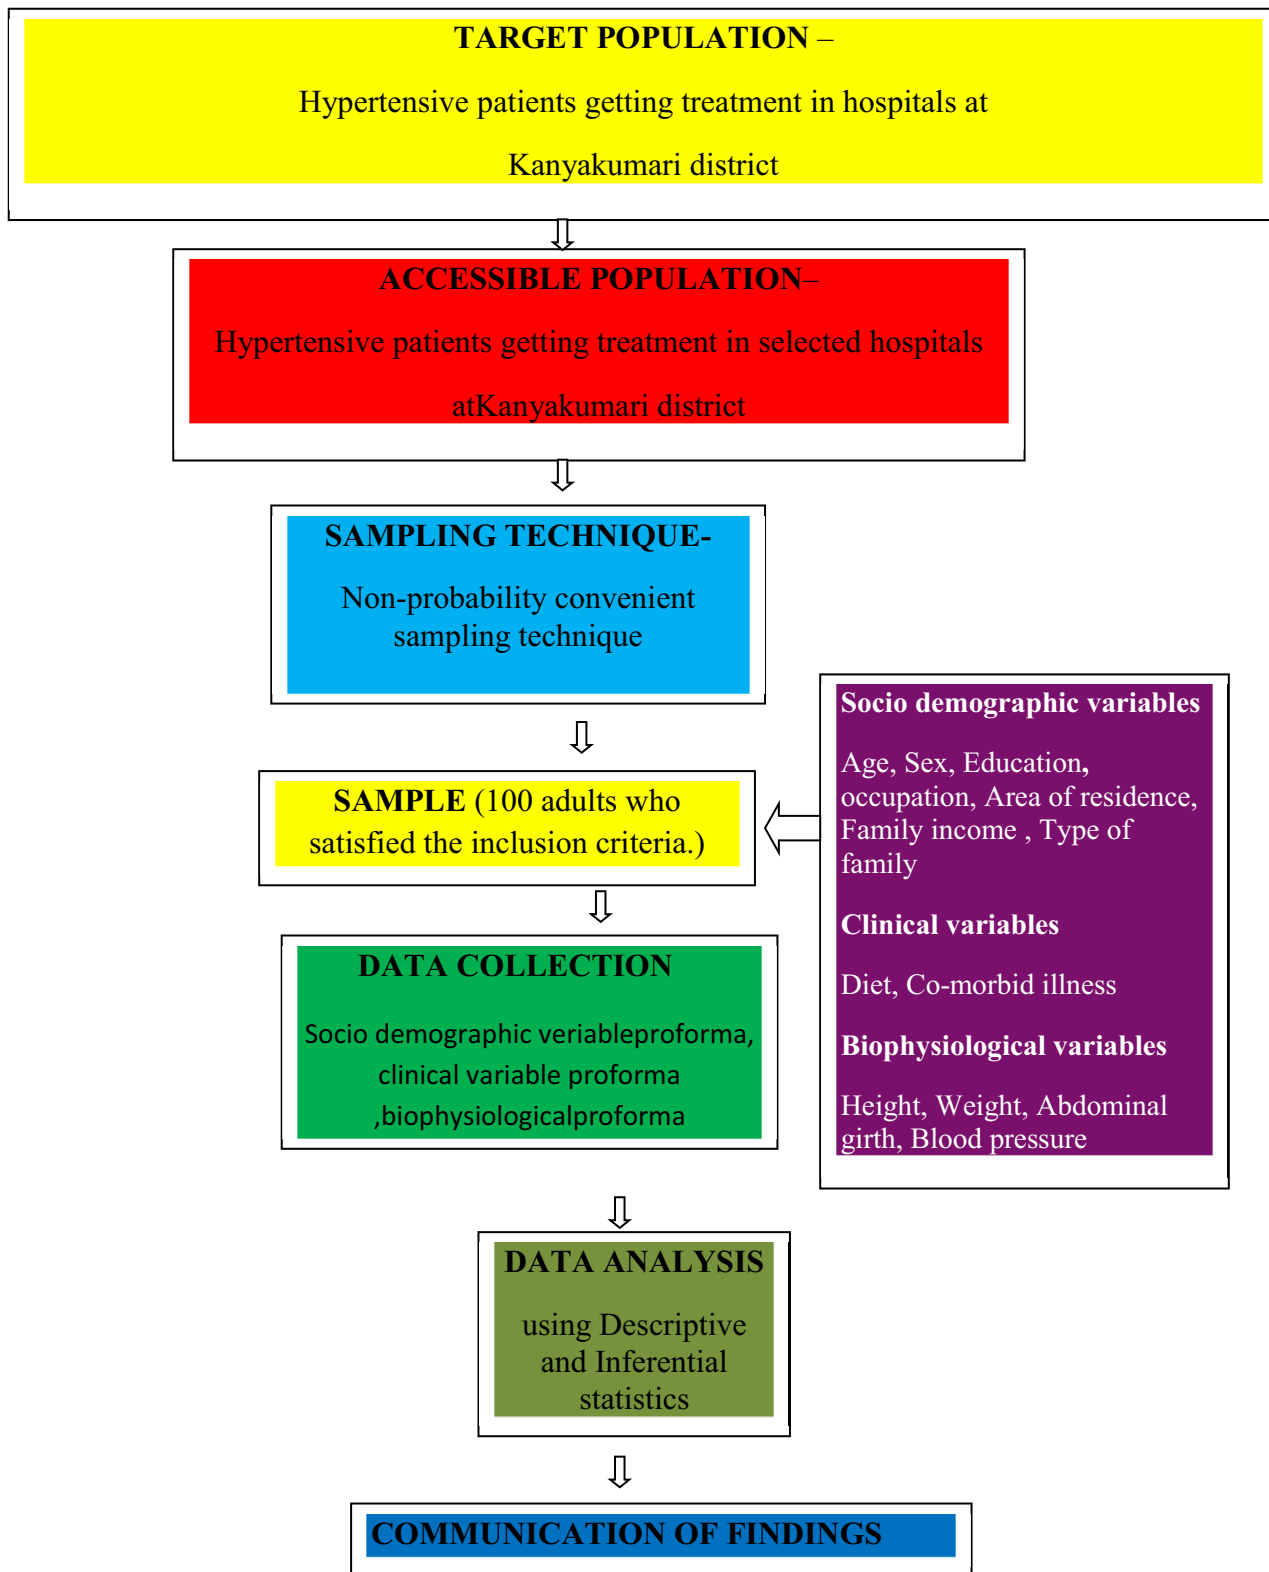 TARGET POPULATION –
Hypertensive patients getting treatment in hospitals at
Kanyakumari district
ACCESSIBLE POPULATION–
Hypertensive patients getting treatment in selected hospitals
atKanyakumari district
SAMPLING TECHNIQUE-
Non-probability convenient
sampling technique
SAMPLE (100 adults who
satisfied the inclusion criteria.)
Socio demographic variables
Age, Sex, Education,
occupation, Area of residence,
Family income , Type of
family
Clinical variables
Diet, Co-morbid illness
Biophysiological variables
Height, Weight, Abdominal
girth, Blood pressure
DATA COLLECTION
Socio demographic veriableproforma,
clinical variable proforma
,biophysiologicalproforma
DATA ANALYSIS
using Descriptive
and Inferential
statistics
COMMUNICATION OF FINDINGS